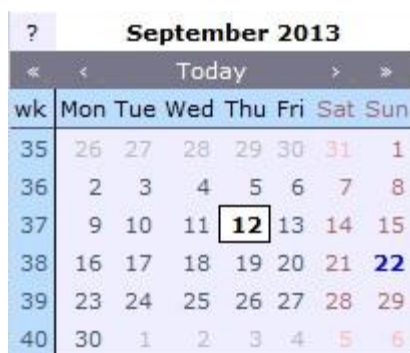 ? September 2013
« ‹ Today › »
wk Mon Tue Wed Thu Fri Sat Sun
35 26 27 28 29 30 31 1
36 2 3 4 5 6 7 8
37 9 10 11 12 13 14 15
38 16 17 18 19 20 21 22
39 23 24 25 26 27 28 29
40 30 1 2 3 4 5 6